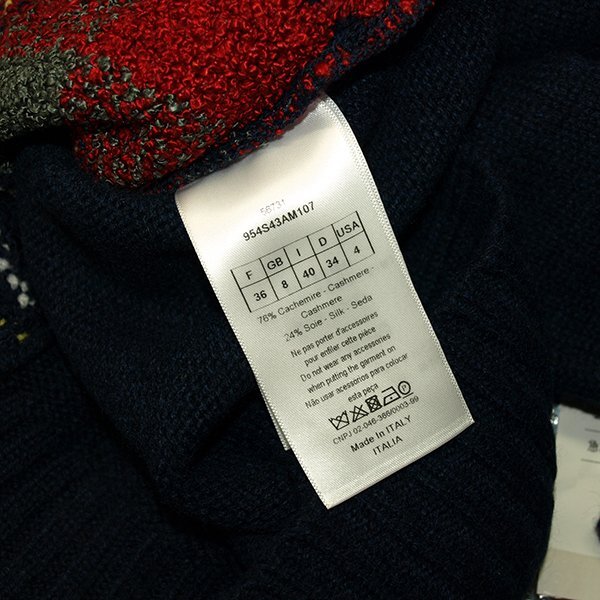 56731
954S43AM107
F GB I D USA
36 8 40 34 4
76% Cachemire - Cashmere -
Cashmere
24% Soie - Silk - Seda
Ne pas porter d'accessoires
pour enfiler cette pièce
Do not wear any accessories
when putting the garment on
Não usar acessorios para colocar
esta peça
CNPJ 02-046-366/0003-99
Made In ITALY
ITALIA